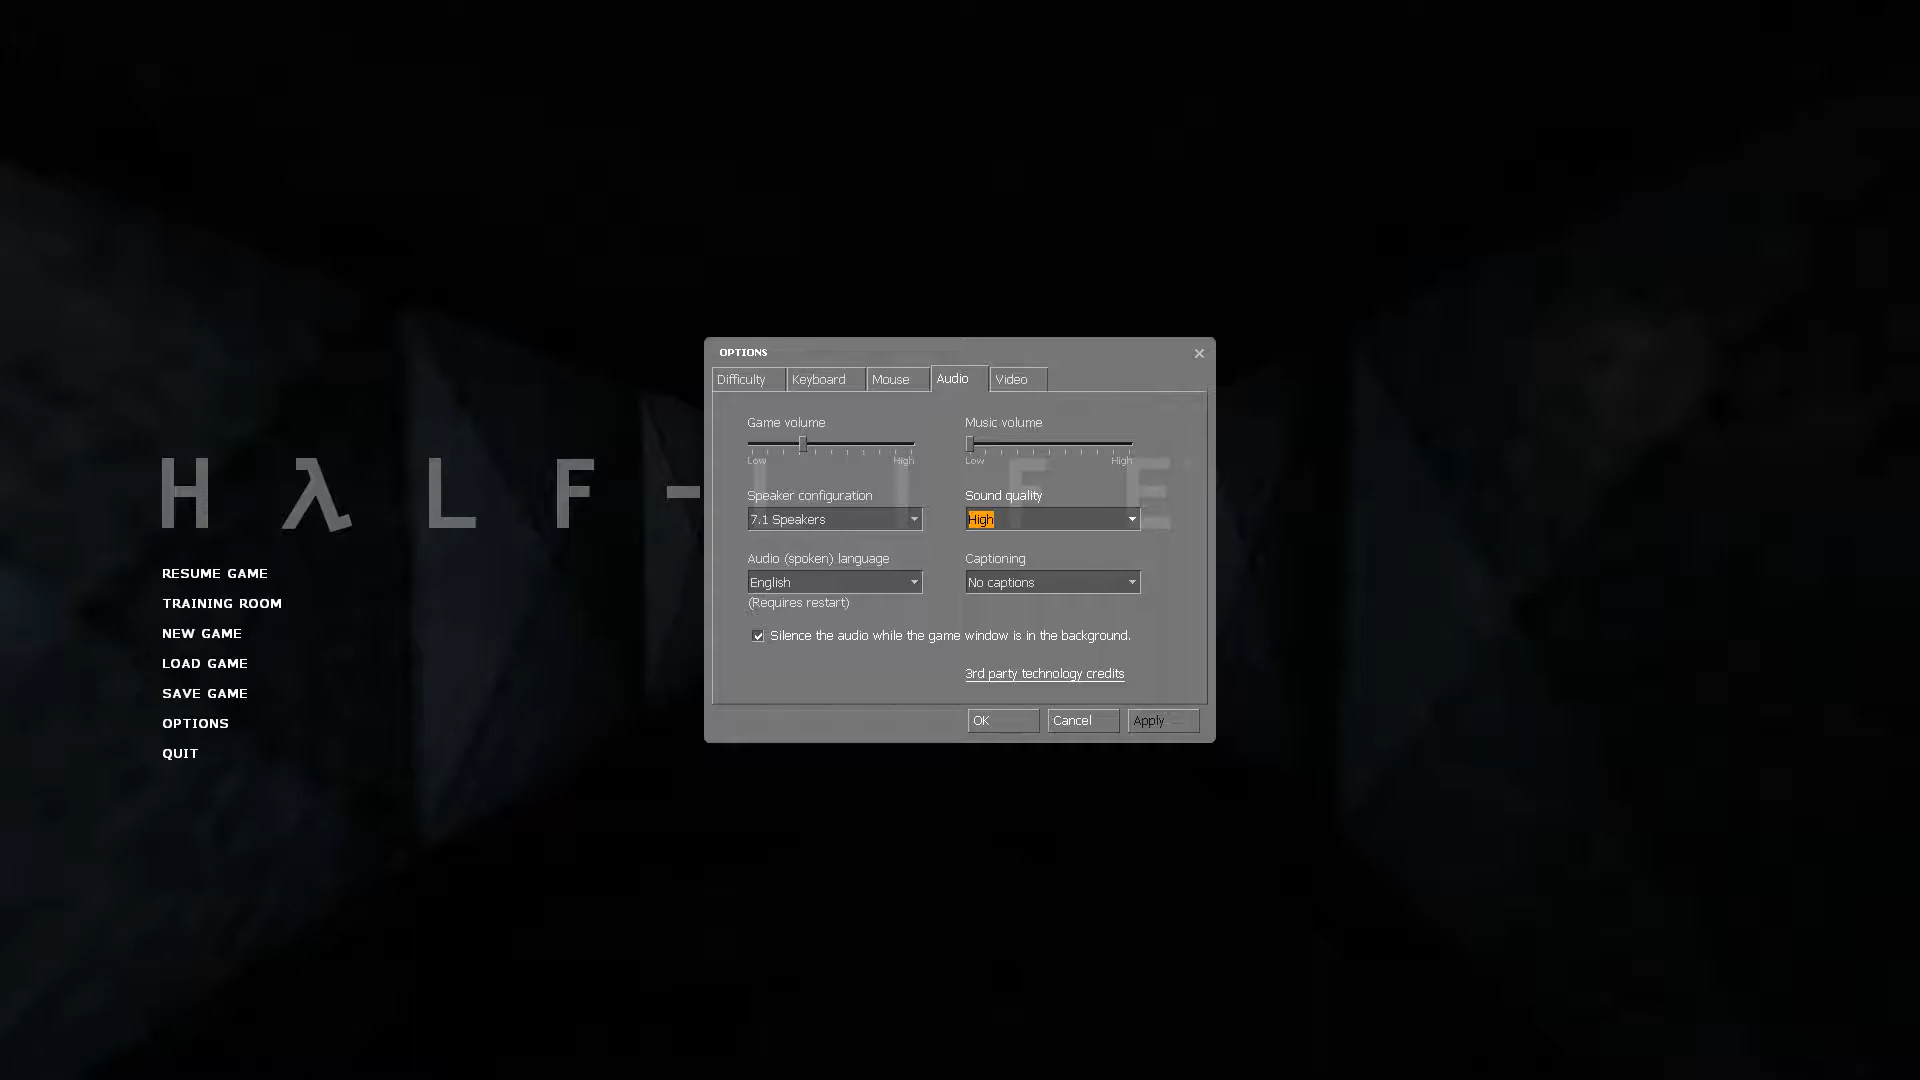 OPTIONS
Difficulty Keyboard Mouse Audio Video
Game volume Music volume
Low High Low High
HλLF-LIFE
Speaker configuration Sound quality
7.1 Speakers High
Audio (spoken) language Captioning
English No captions
(Requires restart)
Silence the audio while the game window is in the background.
3rd party technology credits
OK Cancel Apply
RESUME GAME
TRAINING ROOM
NEW GAME
LOAD GAME
SAVE GAME
OPTIONS
QUIT